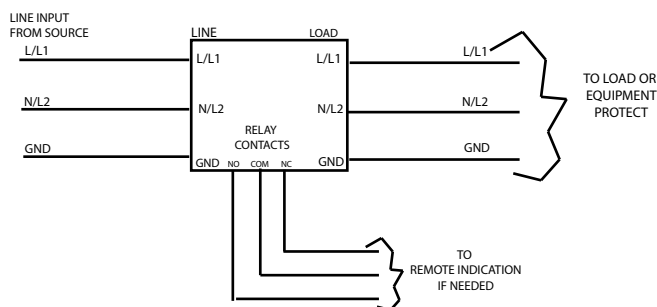 LINE INPUT
FROM SOURCE
L/L1
N/L2
GND
LINE
LOAD
L/L1
L/L1
N/L2
N/L2
RELAY
CONTACTS
GND
NO
COM
NC
GND
L/L1
N/L2
GND
TO LOAD OR
EQUIPMENT
PROTECT
TO
REMOTE INDICATION
IF NEEDED